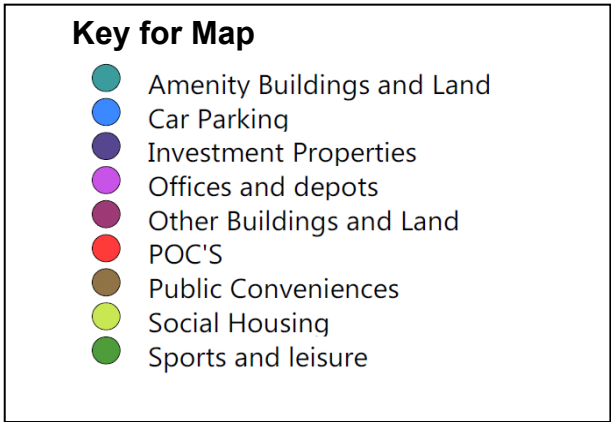 Key for Map
Amenity Buildings and Land
Car Parking
Investment Properties
Offices and depots
Other Buildings and Land
POC'S
Public Conveniences
Social Housing
Sports and leisure